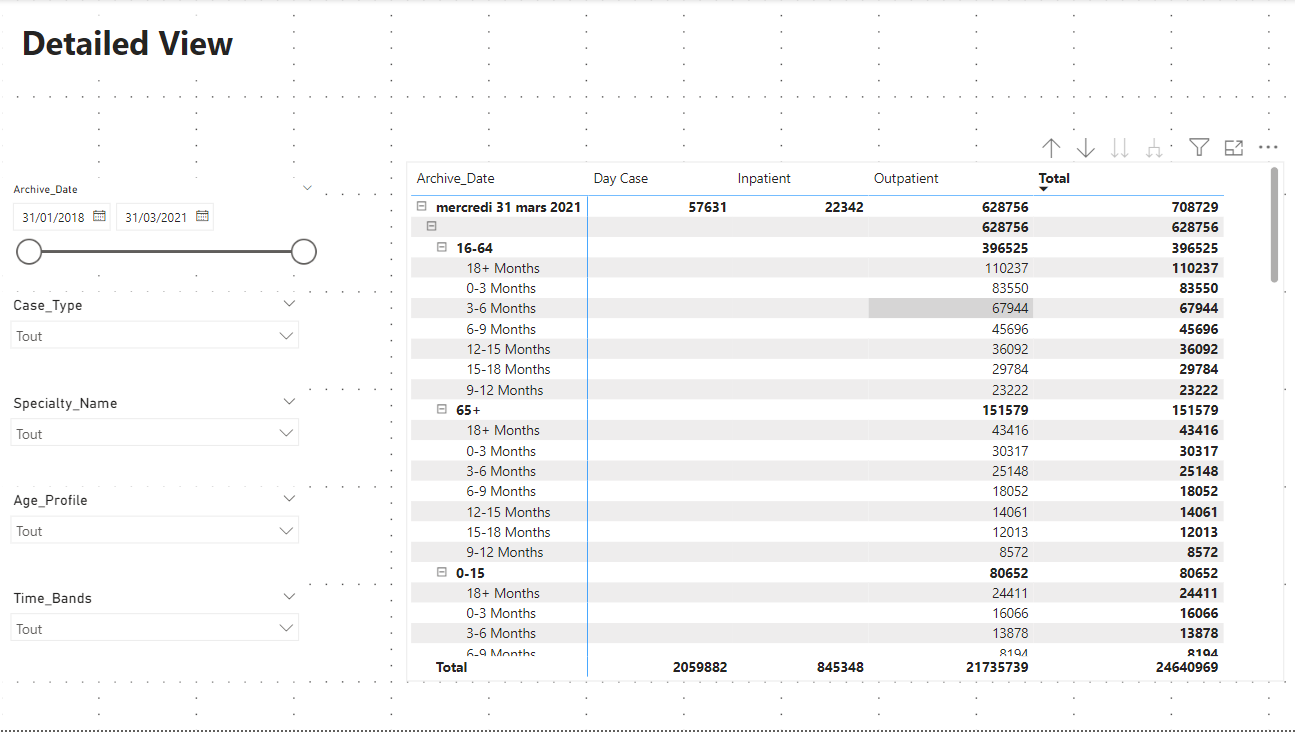 Detailed View
Archive_Date
31/01/2018 31/03/2021
Case_Type
Tout
Specialty_Name
Tout
Age_Profile
Tout
Time_Bands
Tout
Archive_Date Day Case Inpatient Outpatient Total
mercredi 31 mars 2021 57631 22342 628756 708729
628756 628756
16-64 396525 396525
18+ Months 110237 110237
0-3 Months 83550 83550
3-6 Months 67944 67944
6-9 Months 45696 45696
12-15 Months 36092 36092
15-18 Months 29784 29784
9-12 Months 23222 23222
65+ 151579 151579
18+ Months 43416 43416
0-3 Months 30317 30317
3-6 Months 25148 25148
6-9 Months 18052 18052
12-15 Months 14061 14061
15-18 Months 12013 12013
9-12 Months 8572 8572
0-15 80652 80652
18+ Months 24411 24411
0-3 Months 16066 16066
3-6 Months 13878 13878
6-9 Months 8194 8194
Total 2059882 845348 21735739 24640969